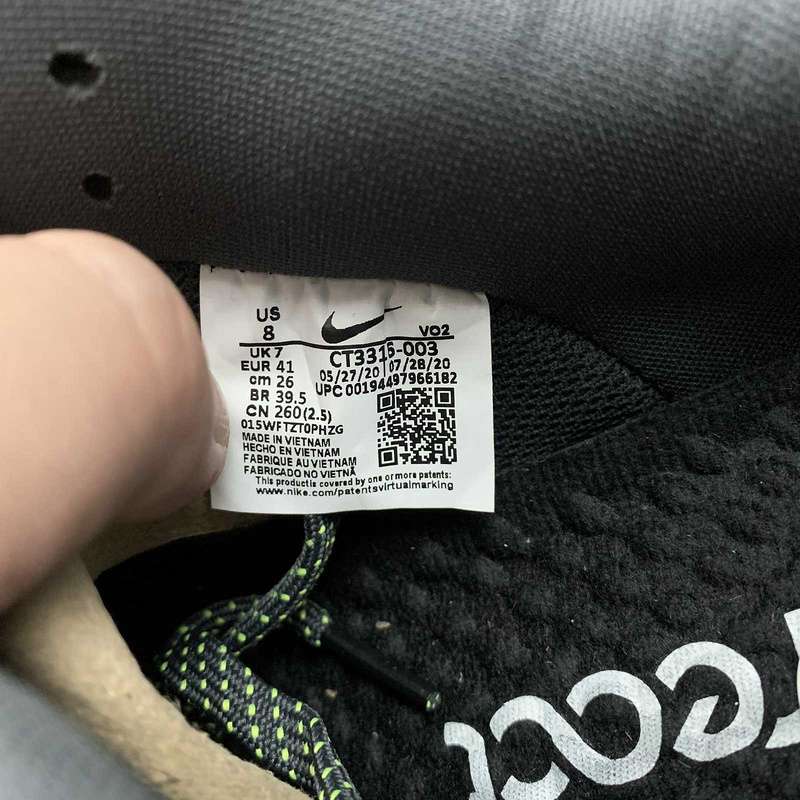 US
8
VO2
UK 7
CT3316-003
EUR 41
05/27/20 07/28/20
cm 26
UPC 00194497966182
BR 39.5
CN 260(2.5)
015WFTZT0PHZG
MADE IN VIETNAM
HECHO EN VIETNAM
FABRIQUE AU VIETNAM
FABRICADO NO VIETNÃ
This product is covered by one or more patents:
www.nike.com/patentsvirtualmarking